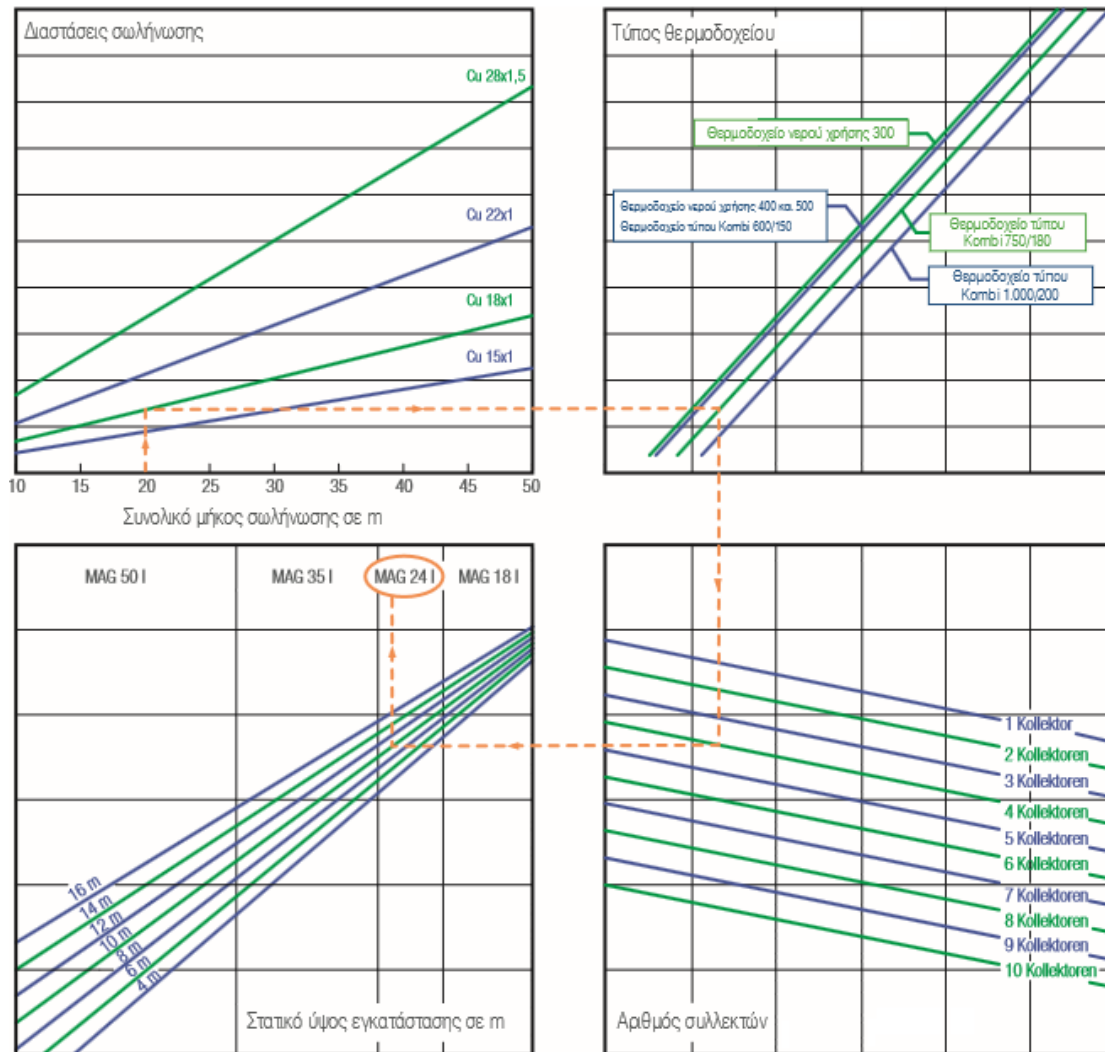 Διαστάσεις σωλήνωσης
Cu 28x1,5
Cu 22x1
Cu 18x1
Cu 15x1
10 15 20 25 30 35 40 45 50
Συνολικό μήκος σωλήνωσης σε m
Τύπος θερμοδοχείου
Θερμοδοχείο νερού χρήσης 300
Θερμοδοχείο νερού χρήσης 400 και 500
Θερμοδοχείο τύπου Kombi 600/150
Θερμοδοχείο τύπου
Kombi 750/180
Θερμοδοχείο τύπου
Kombi 1.000/200
MAG 50 l MAG 35 l MAG 24 l MAG 18 l
16 m
14 m
12 m
10 m
8 m
6 m
4 m
Στατικό ύψος εγκατάστασης σε m
1 Kollektor
2 Kollektoren
3 Kollektoren
4 Kollektoren
5 Kollektoren
6 Kollektoren
7 Kollektoren
8 Kollektoren
9 Kollektoren
10 Kollektoren
Αριθμός συλλεκτών